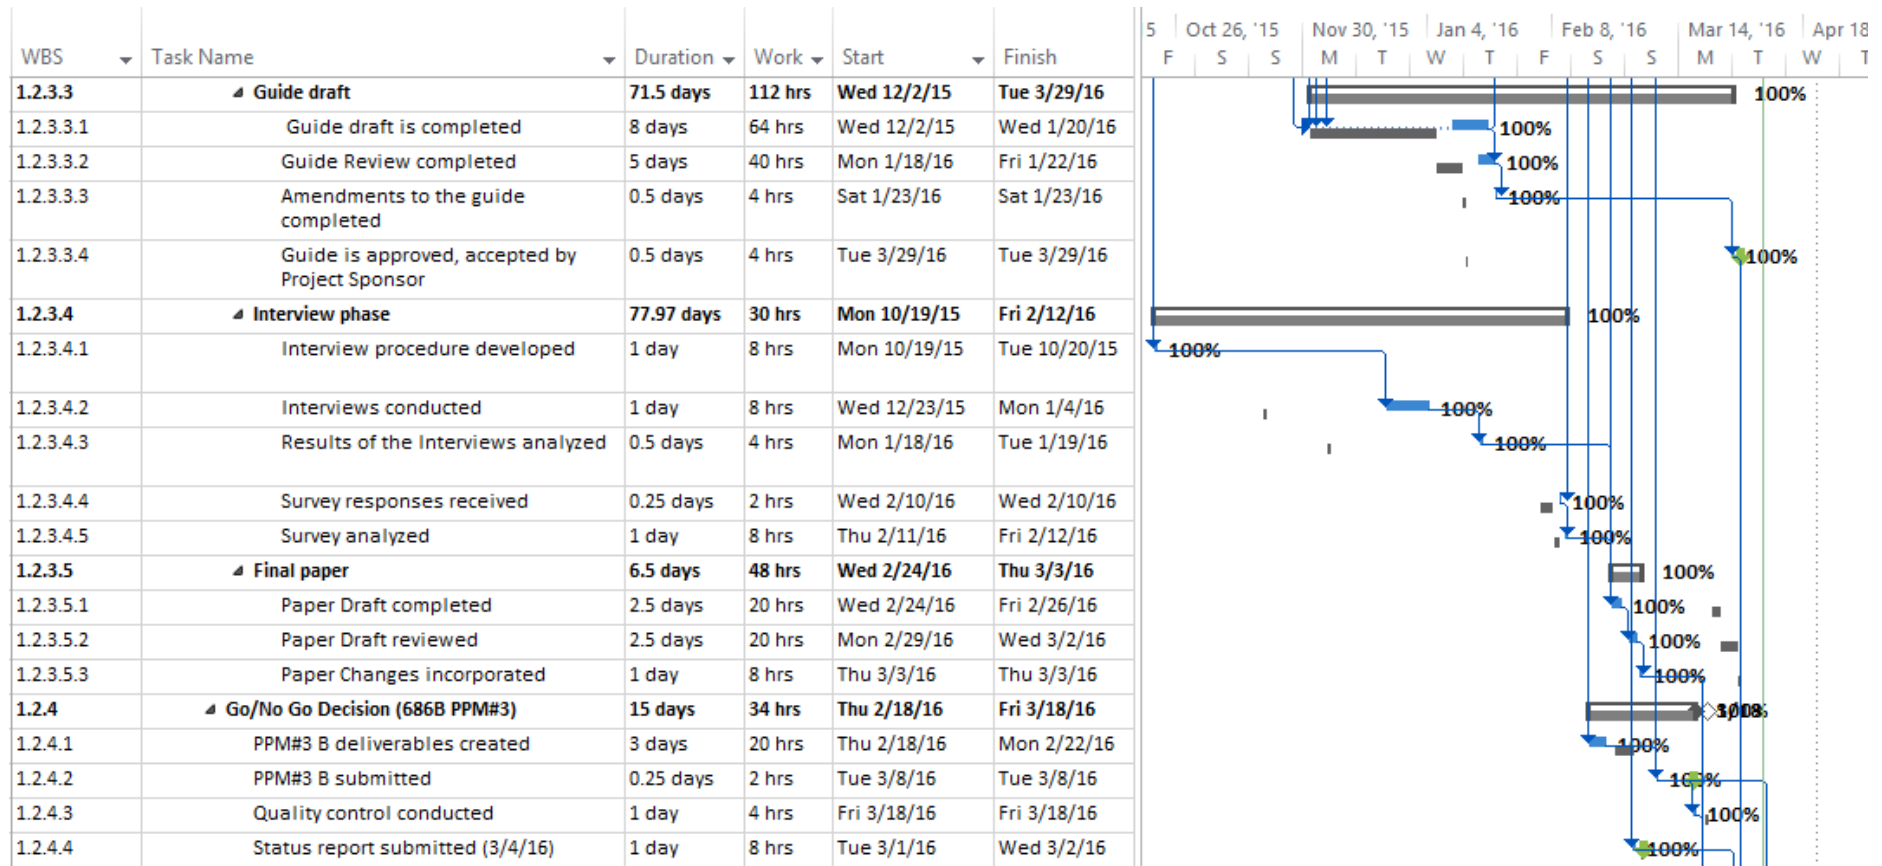 5 Oct 26, '15 Nov 30, '15 Jan 4, '16 Feb 8, '16 Mar 14, '16 Apr 18
WBS Task Name Duration Work Start Finish F S S M T W T F S S M T W T
1.2.3.3 Guide draft 71.5 days 112 hrs Wed 12/2/15 Tue 3/29/16 100%
1.2.3.3.1 Guide draft is completed 8 days 64 hrs Wed 12/2/15 Wed 1/20/16 100%
1.2.3.3.2 Guide Review completed 5 days 40 hrs Mon 1/18/16 Fri 1/22/16 100%
1.2.3.3.3 Amendments to the guide 0.5 days 4 hrs Sat 1/23/16 Sat 1/23/16 100%
completed
1.2.3.3.4 Guide is approved, accepted by 0.5 days 4 hrs Tue 3/29/16 Tue 3/29/16 100%
Project Sponsor
1.2.3.4 Interview phase 77.97 days 30 hrs Mon 10/19/15 Fri 2/12/16 100%
1.2.3.4.1 Interview procedure developed 1 day 8 hrs Mon 10/19/15 Tue 10/20/15 100%
1.2.3.4.2 Interviews conducted 1 day 8 hrs Wed 12/23/15 Mon 1/4/16 100%
1.2.3.4.3 Results of the Interviews analyzed 0.5 days 4 hrs Mon 1/18/16 Tue 1/19/16 100%
1.2.3.4.4 Survey responses received 0.25 days 2 hrs Wed 2/10/16 Wed 2/10/16 100%
1.2.3.4.5 Survey analyzed 1 day 8 hrs Thu 2/11/16 Fri 2/12/16 100%
1.2.3.5 Final paper 6.5 days 48 hrs Wed 2/24/16 Thu 3/3/16 100%
1.2.3.5.1 Paper Draft completed 2.5 days 20 hrs Wed 2/24/16 Fri 2/26/16 100%
1.2.3.5.2 Paper Draft reviewed 2.5 days 20 hrs Mon 2/29/16 Wed 3/2/16 100%
1.2.3.5.3 Paper Changes incorporated 1 day 8 hrs Thu 3/3/16 Thu 3/3/16 100%
1.2.4 Go/No Go Decision (686B PPM#3) 15 days 34 hrs Thu 2/18/16 Fri 3/18/16
1.2.4.1 PPM#3 B deliverables created 3 days 20 hrs Thu 2/18/16 Mon 2/22/16 100%
1.2.4.2 PPM#3 B submitted 0.25 days 2 hrs Tue 3/8/16 Tue 3/8/16 100%
1.2.4.3 Quality control conducted 1 day 4 hrs Fri 3/18/16 Fri 3/18/16 100%
1.2.4.4 Status report submitted (3/4/16) 1 day 8 hrs Tue 3/1/16 Wed 3/2/16 100%